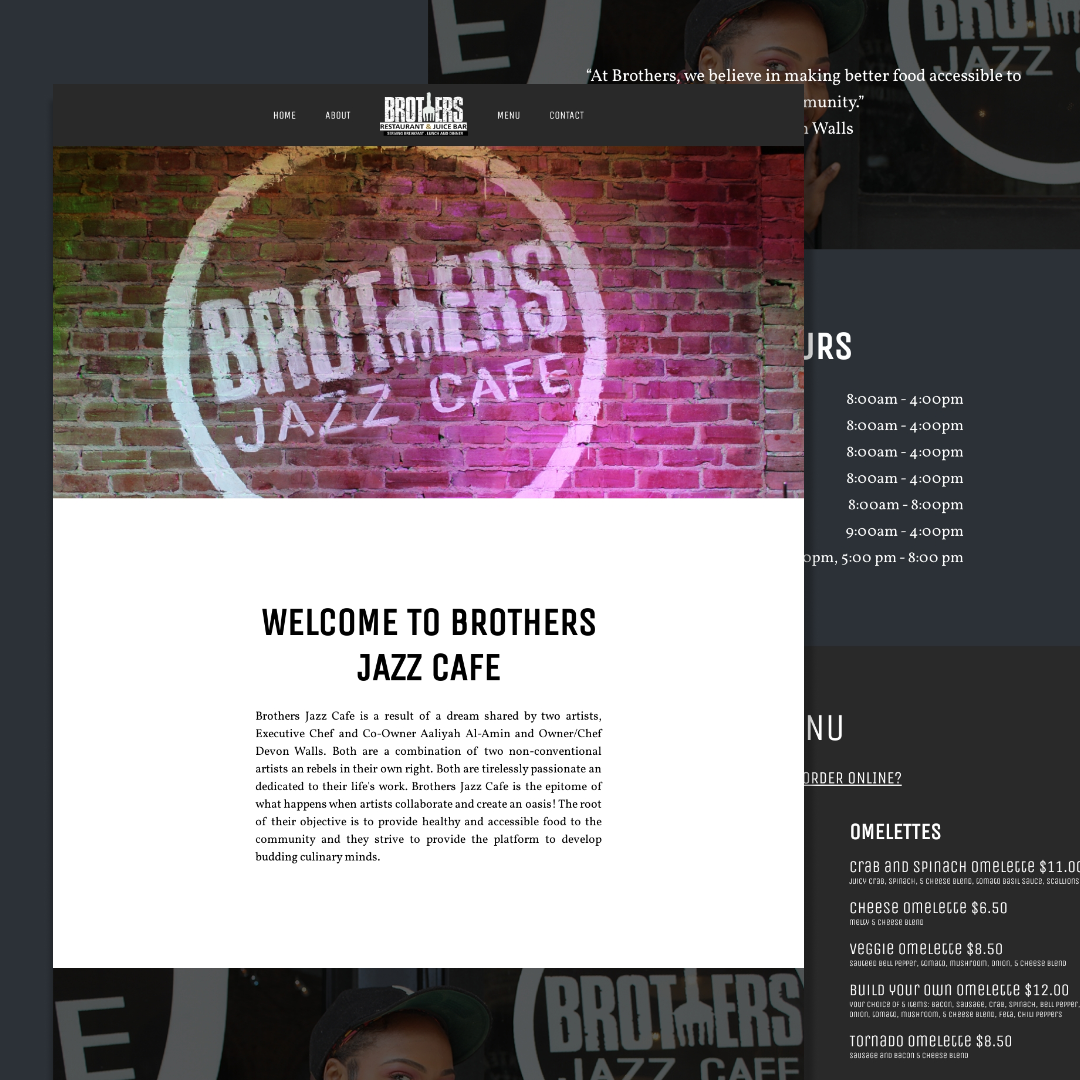 E
BROTHERS
JAZZ CAFE
“At Brothers, we believe in making better food accessible to
munity.”
n Walls
HOME
ABOUT
BROTHERS
RESTAURANT & JUICE BAR
SERVING BREAKFAST, LUNCH AND DINNER
MENU
CONTACT
BROTHERS
JAZZ CAFE
WELCOME TO BROTHERS
JAZZ CAFE
Brothers Jazz Cafe is a result of a dream shared by two artists,
Executive Chef and Co-Owner Aaliyah Al-Amin and Owner/Chef
Devon Walls. Both are a combination of two non-conventional
artists an rebels in their own right. Both are tirelessly passionate an
dedicated to their life's work. Brothers Jazz Cafe is the epitome of
what happens when artists collaborate and create an oasis! The root
of their objective is to provide healthy and accessible food to the
community and they strive to provide the platform to develop
budding culinary minds.
E
BROTHERS
JAZZ CAFE
URS
8:00am - 4:00pm
8:00am - 4:00pm
8:00am - 4:00pm
8:00am - 4:00pm
8:00am - 8:00pm
9:00am - 4:00pm
0pm, 5:00 pm - 8:00 pm
NU
ORDER ONLINE?
OMELETTES
Crab and Spinach Omelette $11.00
Juicy crab, spinach, 5 cheese blend, tomato basil sauce, scallions
Cheese Omelette $6.50
Melty 5 cheese blend
Veggie Omelette $8.50
Sauteed bell pepper, tomato, mushroom, onion, 5 cheese blend
Build Your Own Omelette $12.00
Your choice of 5 items: bacon, sausage, crab, spinach, bell pepper,
onion, tomato, mushroom, 5 cheese blend, feta, chili peppers
Tornado Omelette $8.50
Sausage and bacon 5 cheese blend